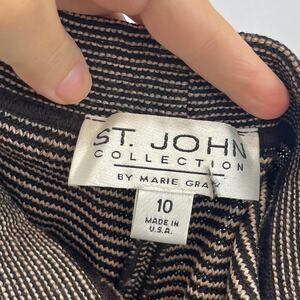 ST. JOHN
COLLECTION
BY MARIE GRAY
10
MADE IN
U.S.A.